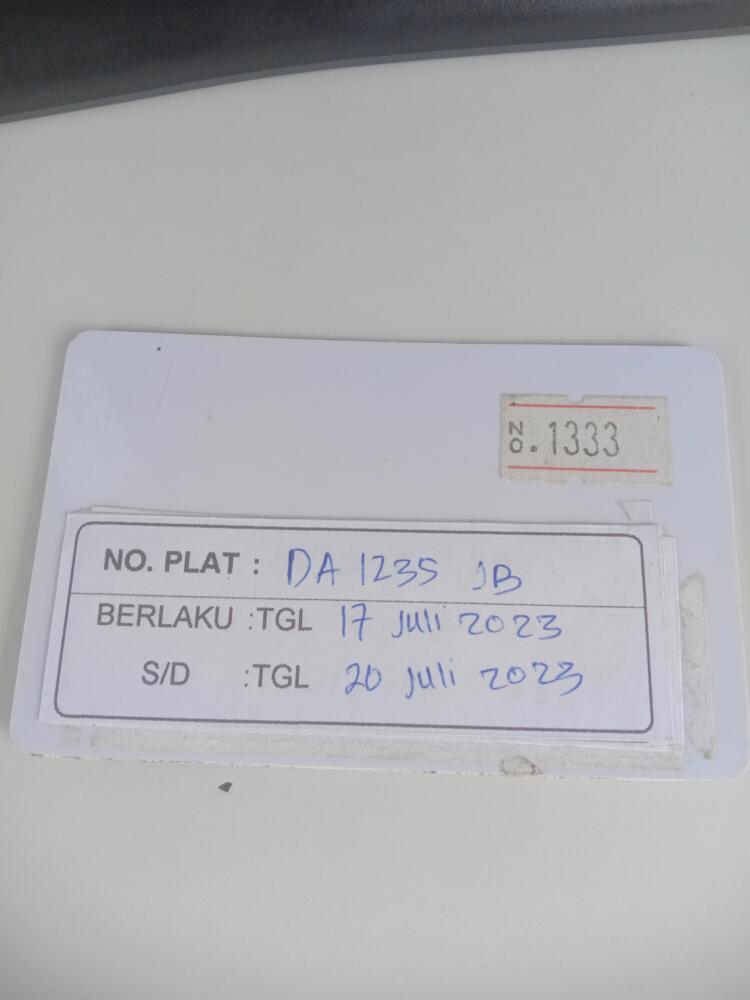 NO. 1333
NO. PLAT : DA 1235 JB
BERLAKU :TGL 17 Juli 2023
S/D :TGL 20 Juli 2023